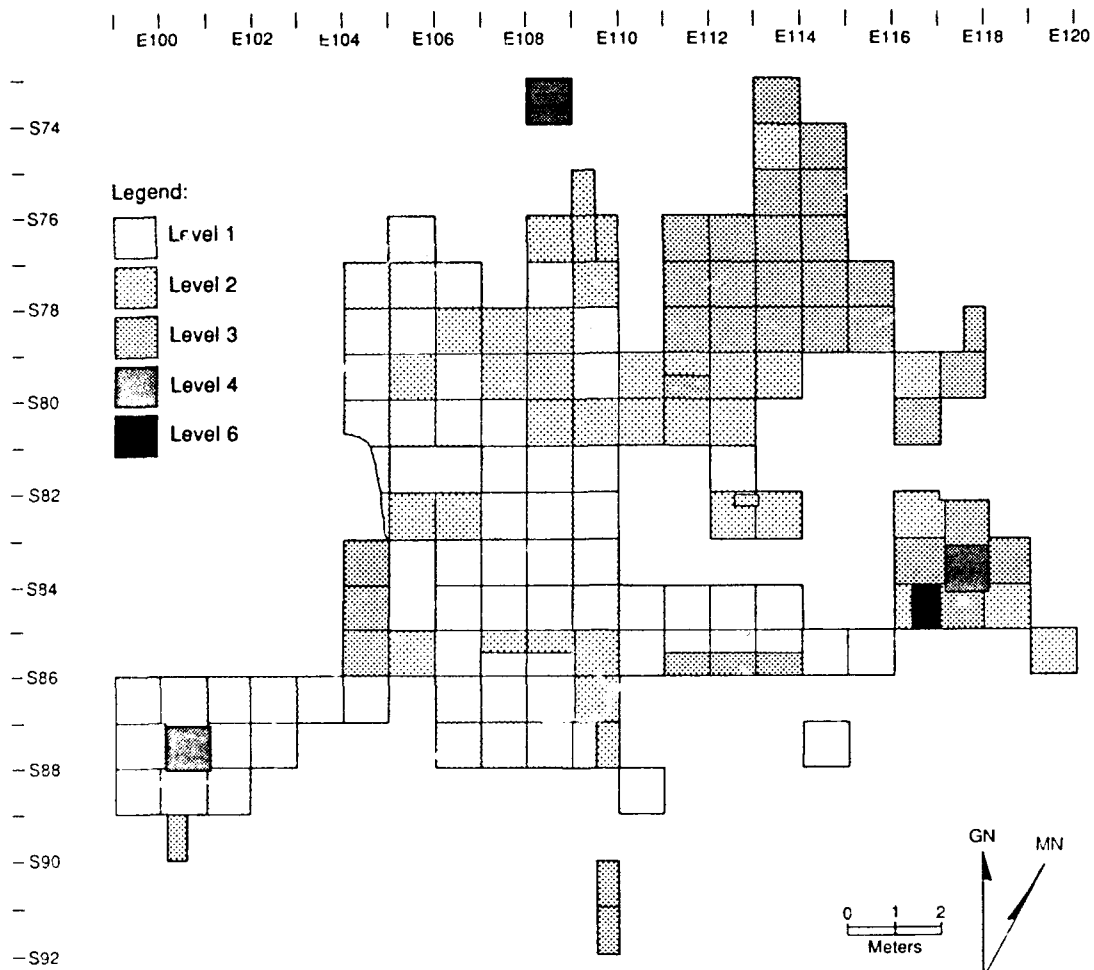 E100 E102 E104 E106 E108 E110 E112 E114 E116 E118 E120
S74
Legend:
S76
Level 1
Level 2
S78
Level 3
Level 4
S80
Level 6
S82
S84
S86
S88
S90
GN MN
0 1 2
Meters
S92